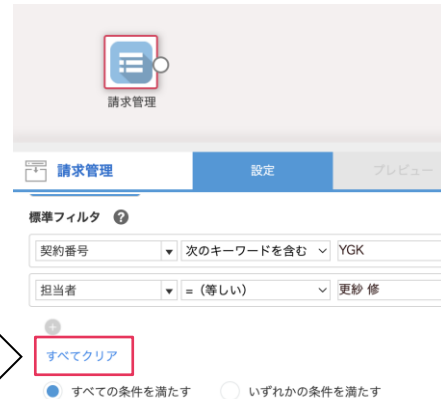 請求管理
請求管理 設定 プレビュー
標準フィルタ ?
契約番号 次のキーワードを含む YGK
担当者 = (等しい) 更紗 修
すべてクリア
すべての条件を満たす いずれかの条件を満たす